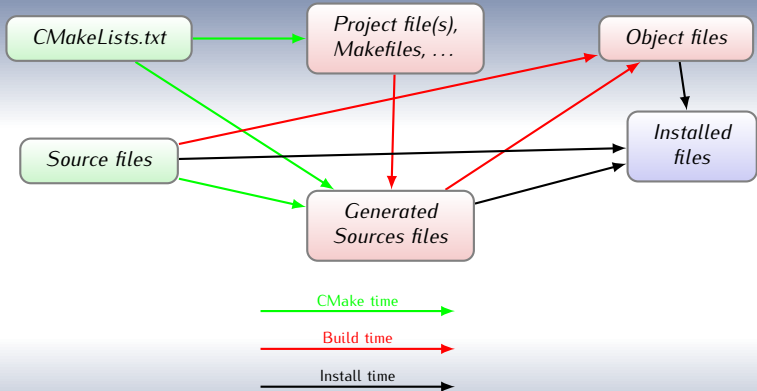 CMakeLists.txt
Project file(s),
Makefiles, ...
Object files
Source files
Installed
files
Generated
Sources files
CMake time
Build time
Install time